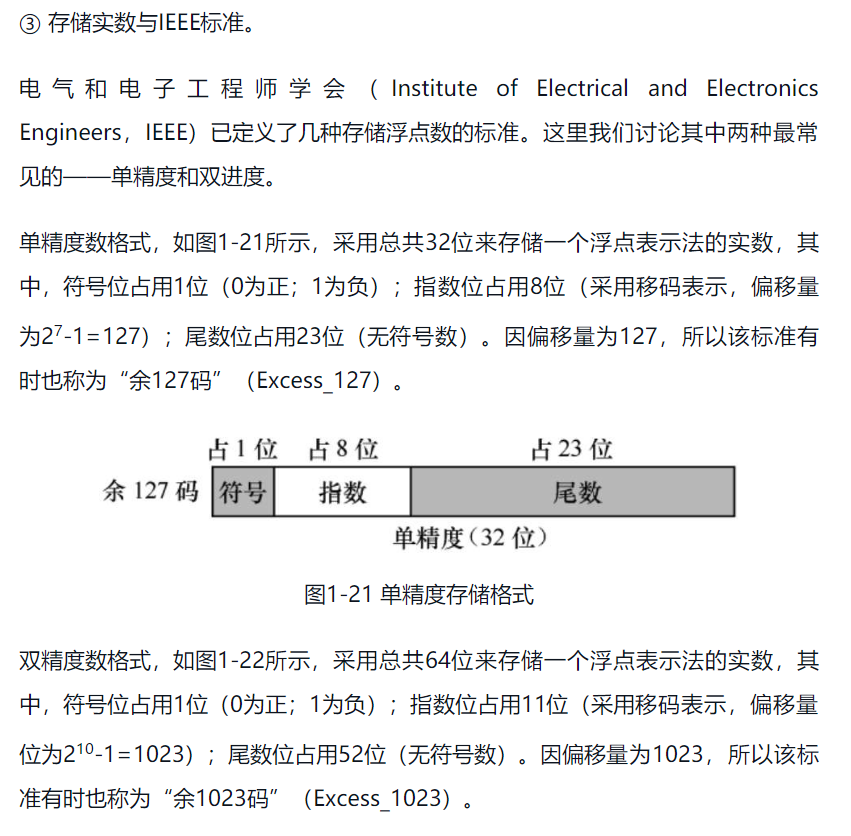 ③ 存储实数与IEEE标准。
电气和电子工程师学会（Institute of Electrical and Electronics
Engineers，IEEE）已定义了几种存储浮点数的标准。这里我们讨论其中两种最常
见的——单精度和双进度。
单精度数格式，如图1-21所示，采用总共32位来存储一个浮点表示法的实数，其
中，符号位占用1位（0为正；1为负）；指数位占用8位（采用移码表示，偏移量
为2⁷-1=127）；尾数位占用23位（无符号数）。因偏移量为127，所以该标准有
时也称为“余127码”（Excess_127）。
占 1 位 占 8 位 占 23 位
余 127 码 符号 指数 尾数
单精度（32 位）
图1-21 单精度存储格式
双精度数格式，如图1-22所示，采用总共64位来存储一个浮点表示法的实数，其
中，符号位占用1位（0为正；1为负）；指数位占用11位（采用移码表示，偏移量
位为2¹⁰-1=1023）；尾数位占用52位（无符号数）。因偏移量为1023，所以该标
准有时也称为“余1023码”（Excess_1023）。